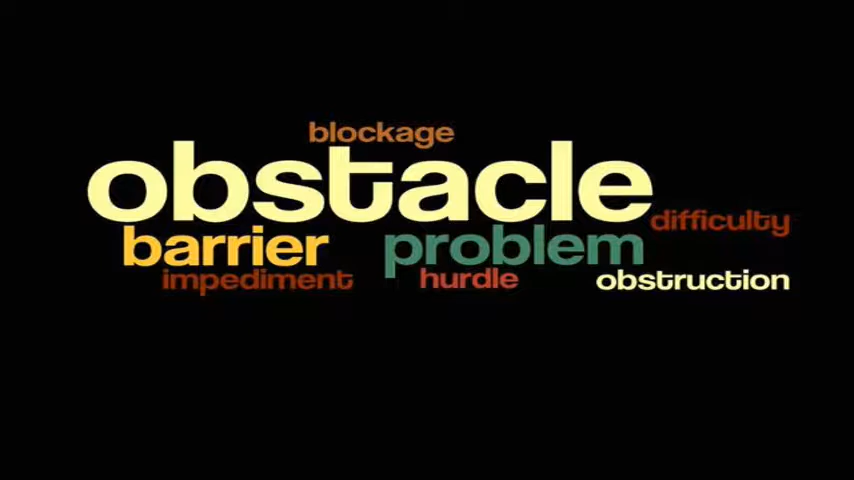 blockage
obstacle
difficulty
barrier problem
impediment hurdle obstruction